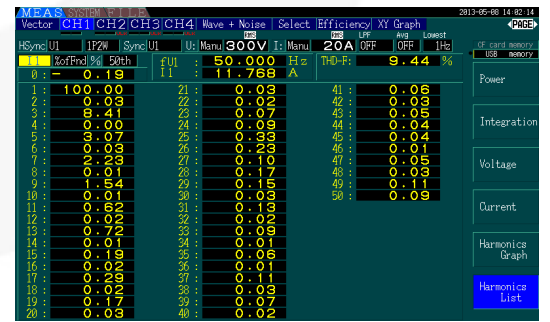 MEAS SYSTEM FILE 2013-05-08 14:02:14
Vector CH1 CH2 CH3 CH4 Wave + Noise Select Efficiency XY Graph PAGE
RMS RMS LPF Avg Lowest
HSync U1 1P2W Sync U1 U: Manu 300V I: Manu 20A OFF OFF 1Hz
CF card memory
USB memory
I1 %ofFnd % 50th fU1 50.000 Hz THD-F: 9.44 %
0: - 0.19 I1 : 11.768 A
1: 100.00 21: 0.03 41: 0.06
2: 0.03 22: 0.02 42: 0.03
3: 8.41 23: 0.07 43: 0.05
4: 0.00 24: 0.09 44: 0.04
5: 3.07 25: 0.33 45: 0.04
6: 0.03 26: 0.23 46: 0.01
7: 2.23 27: 0.10 47: 0.05
8: 0.01 28: 0.17 48: 0.03
9: 1.54 29: 0.15 49: 0.11
10: 0.01 30: 0.03 50: 0.09
11: 0.62 31: 0.13
12: 0.02 32: 0.02
13: 0.72 33: 0.09
14: 0.01 34: 0.01
15: 0.19 35: 0.06
16: 0.02 36: 0.01
17: 0.29 37: 0.11
18: 0.02 38: 0.03
19: 0.17 39: 0.07
20: 0.03 40: 0.02
Power
Integration
Voltage
Current
Harmonics
Graph
Harmonics
List